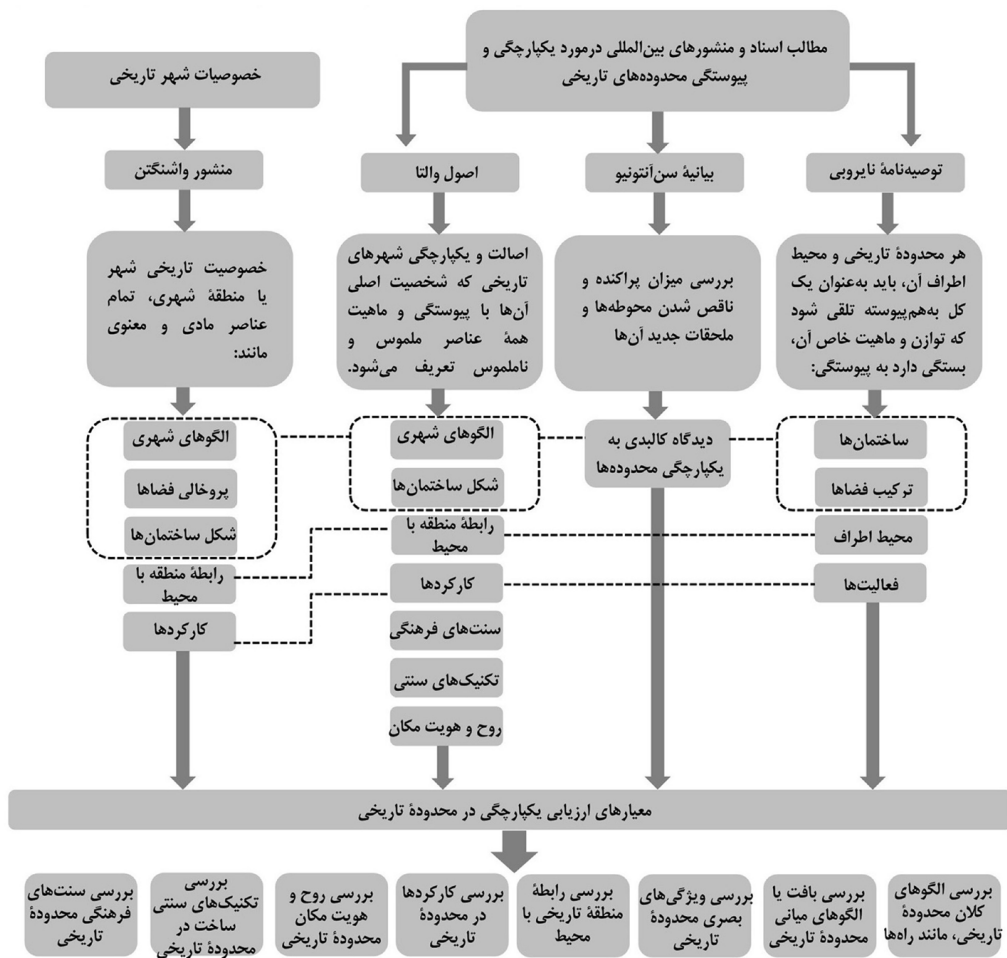 مطالب اسناد و منشورهای بین‌المللی درمورد یکپارچگی و
پیوستگی محدوده‌های تاریخی
خصوصیات شهر تاریخی
توصیه‌نامهٔ نایروبی
بیانیهٔ سن‌آنتونیو
اصول والتا
منشور واشنگتن
هر محدودهٔ تاریخی و محیط
اطراف آن، باید به‌عنوان یک
کل به‌هم‌پیوسته تلقی شود
که توازن و ماهیت خاص آن،
بستگی دارد به پیوستگی:
بررسی میزان پراکنده و
ناقص شدن محوطه‌ها و
ملحقات جدید آن‌ها
اصالت و یکپارچگی شهرهای
تاریخی که شخصیت اصلی
آن‌ها با پیوستگی و ماهیت
همهٔ عناصر ملموس و
ناملموس تعریف می‌شود.
خصوصیت تاریخی شهر
یا منطقهٔ شهری، تمام
عناصر مادی و معنوی
مانند:
ساختمان‌ها
ترکیب فضاها
محیط اطراف
فعالیت‌ها
دیدگاه کالبدی به
یکپارچگی محدوده‌ها
الگوهای شهری
شکل ساختمان‌ها
رابطهٔ منطقه با
محیط
کارکردها
سنت‌های فرهنگی
تکنیک‌های سنتی
روح و هویت مکان
الگوهای شهری
پروخالی فضاها
شکل ساختمان‌ها
رابطهٔ منطقه با
محیط
کارکردها
معیارهای ارزیابی یکپارچگی در محدودهٔ تاریخی
بررسی الگوهای
کلان محدودهٔ
تاریخی، مانند راه‌ها
بررسی بافت یا
الگوهای میانی
محدودهٔ تاریخی
بررسی ویژگی‌های
بصری محدودهٔ
تاریخی
بررسی رابطهٔ
منطقهٔ تاریخی با
محیط
بررسی کارکردها
در محدودهٔ
تاریخی
بررسی روح و
هویت مکان
محدودهٔ تاریخی
بررسی
تکنیک‌های سنتی
ساخت در
محدودهٔ تاریخی
بررسی سنت‌های
فرهنگی محدودهٔ
تاریخی